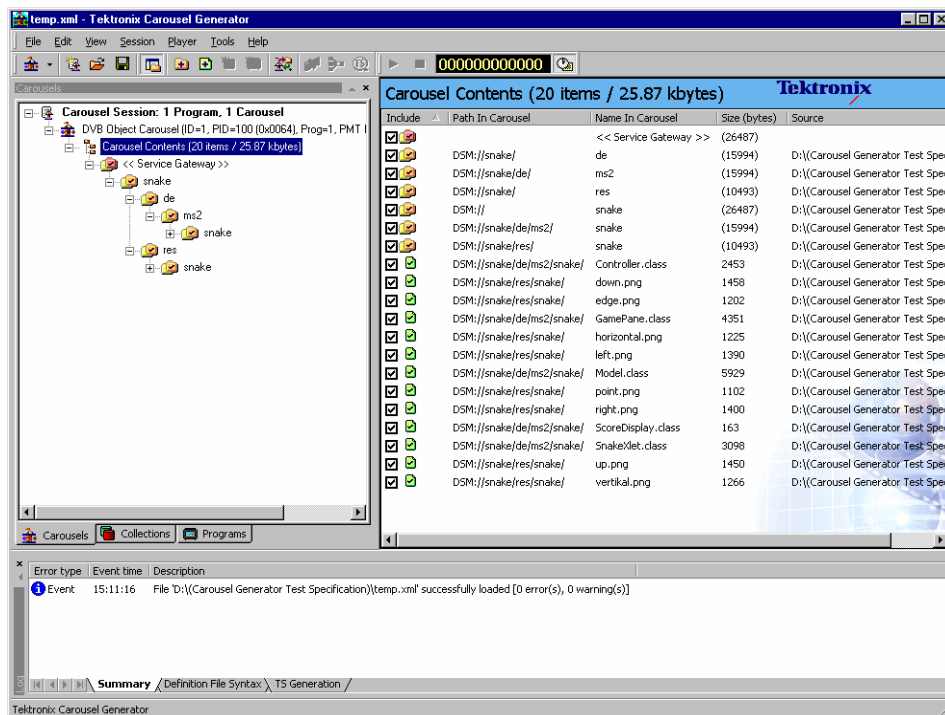 temp.xml - Tektronix Carousel Generator
File Edit View Session Player Tools Help
000000000000
Carousels
Carousel Session: 1 Program, 1 Carousel
DVB Object Carousel (ID=1, PID=100 (0x0064), Prog=1, PMT
Carousel Contents (20 items / 25.87 kbytes)
<< Service Gateway >>
snake
de
ms2
snake
res
snake
Carousels Collections Programs
Carousel Contents (20 items / 25.87 kbytes) Tektronix
Include Path In Carousel Name In Carousel Size (bytes) Source
<< Service Gateway >> (26487)
DSM://snake/ de (15994) D:\(Carousel Generator Test Spe
DSM://snake/de/ ms2 (15994) D:\(Carousel Generator Test Spe
DSM://snake/ res (10493) D:\(Carousel Generator Test Spe
DSM:// snake (26487) D:\(Carousel Generator Test Spe
DSM://snake/de/ms2/ snake (15994) D:\(Carousel Generator Test Spe
DSM://snake/res/ snake (10493) D:\(Carousel Generator Test Spe
DSM://snake/de/ms2/snake/ Controller.class 2453 D:\(Carousel Generator Test Spe
DSM://snake/res/snake/ down.png 1458 D:\(Carousel Generator Test Spe
DSM://snake/res/snake/ edge.png 1202 D:\(Carousel Generator Test Spe
DSM://snake/de/ms2/snake/ GamePane.class 4351 D:\(Carousel Generator Test Spe
DSM://snake/res/snake/ horizontal.png 1225 D:\(Carousel Generator Test Spe
DSM://snake/res/snake/ left.png 1390 D:\(Carousel Generator Test Spe
DSM://snake/de/ms2/snake/ Model.class 5929 D:\(Carousel Generator Test Spe
DSM://snake/res/snake/ point.png 1102 D:\(Carousel Generator Test Spe
DSM://snake/res/snake/ right.png 1400 D:\(Carousel Generator Test Spe
DSM://snake/de/ms2/snake/ ScoreDisplay.class 163 D:\(Carousel Generator Test Spe
DSM://snake/de/ms2/snake/ SnakeXlet.class 3098 D:\(Carousel Generator Test Spe
DSM://snake/res/snake/ up.png 1450 D:\(Carousel Generator Test Spe
DSM://snake/res/snake/ vertikal.png 1266 D:\(Carousel Generator Test Spe
Error type Event time Description
Event 15:11:16 File 'D:\(Carousel Generator Test Specification)\temp.xml' successfully loaded [0 error(s), 0 warning(s)]
Log
Summary Definition File Syntax TS Generation
Tektronix Carousel Generator